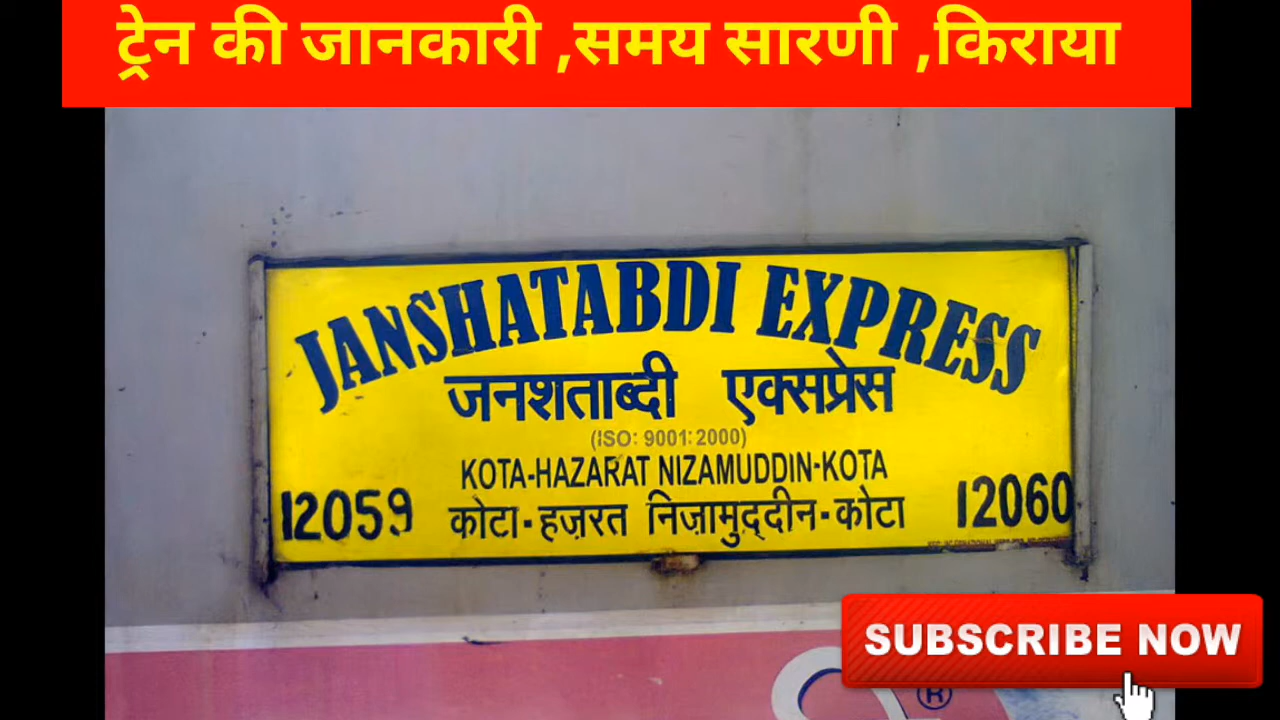 ट्रेन की जानकारी ,समय सारणी ,किराया
JANSHATABDI EXPRESS
जनशताब्दी एक्सप्रेस
(ISO: 9001:2000)
KOTA-HAZARAT NIZAMUDDIN-KOTA
12059 कोटा-हज़रत निज़ामुद्दीन-कोटा 12060
SUBSCRIBE NOW
®